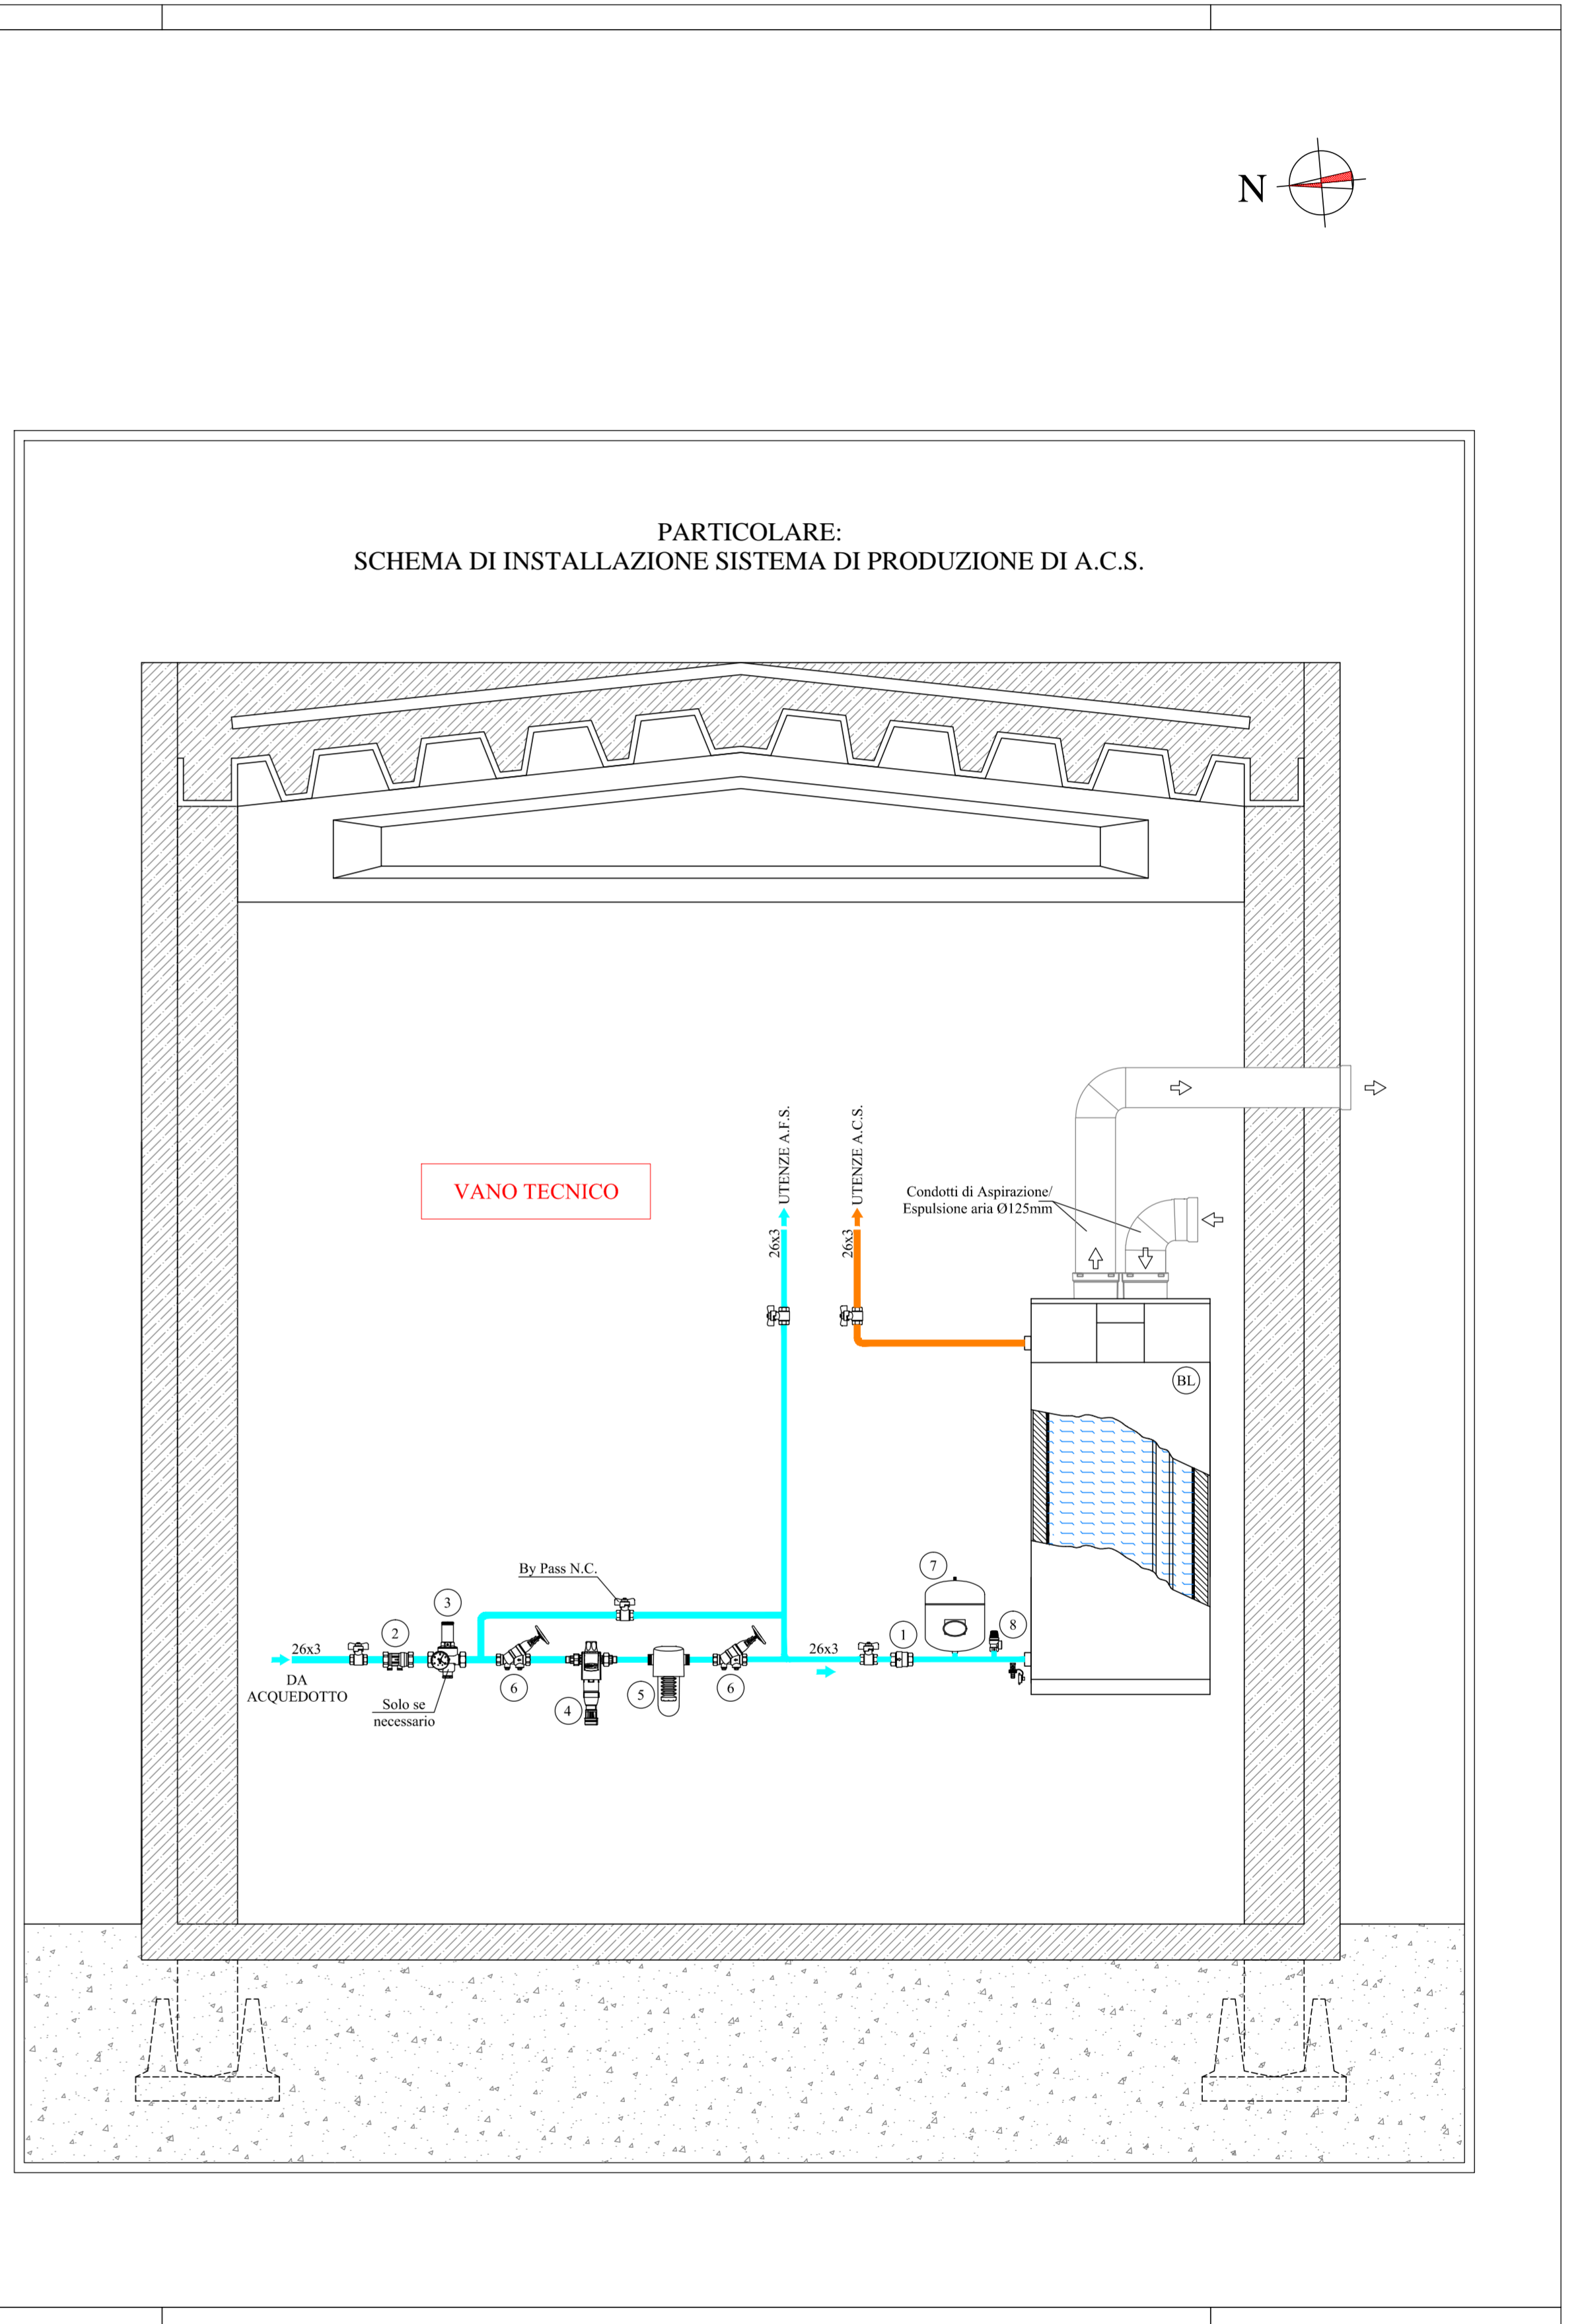 N
PARTICOLARE:
SCHEMA DI INSTALLAZIONE SISTEMA DI PRODUZIONE DI A.C.S.
UTENZE A.F.S.
UTENZE A.C.S.
VANO TECNICO
Condotti di Aspirazione/
Espulsione aria Ø125mm
26x3
26x3
BL
By Pass N.C.
7
3
8
2
1
26x3
26x3
DA
ACQUEDOTTO
6
5
6
4
Solo se
necessario